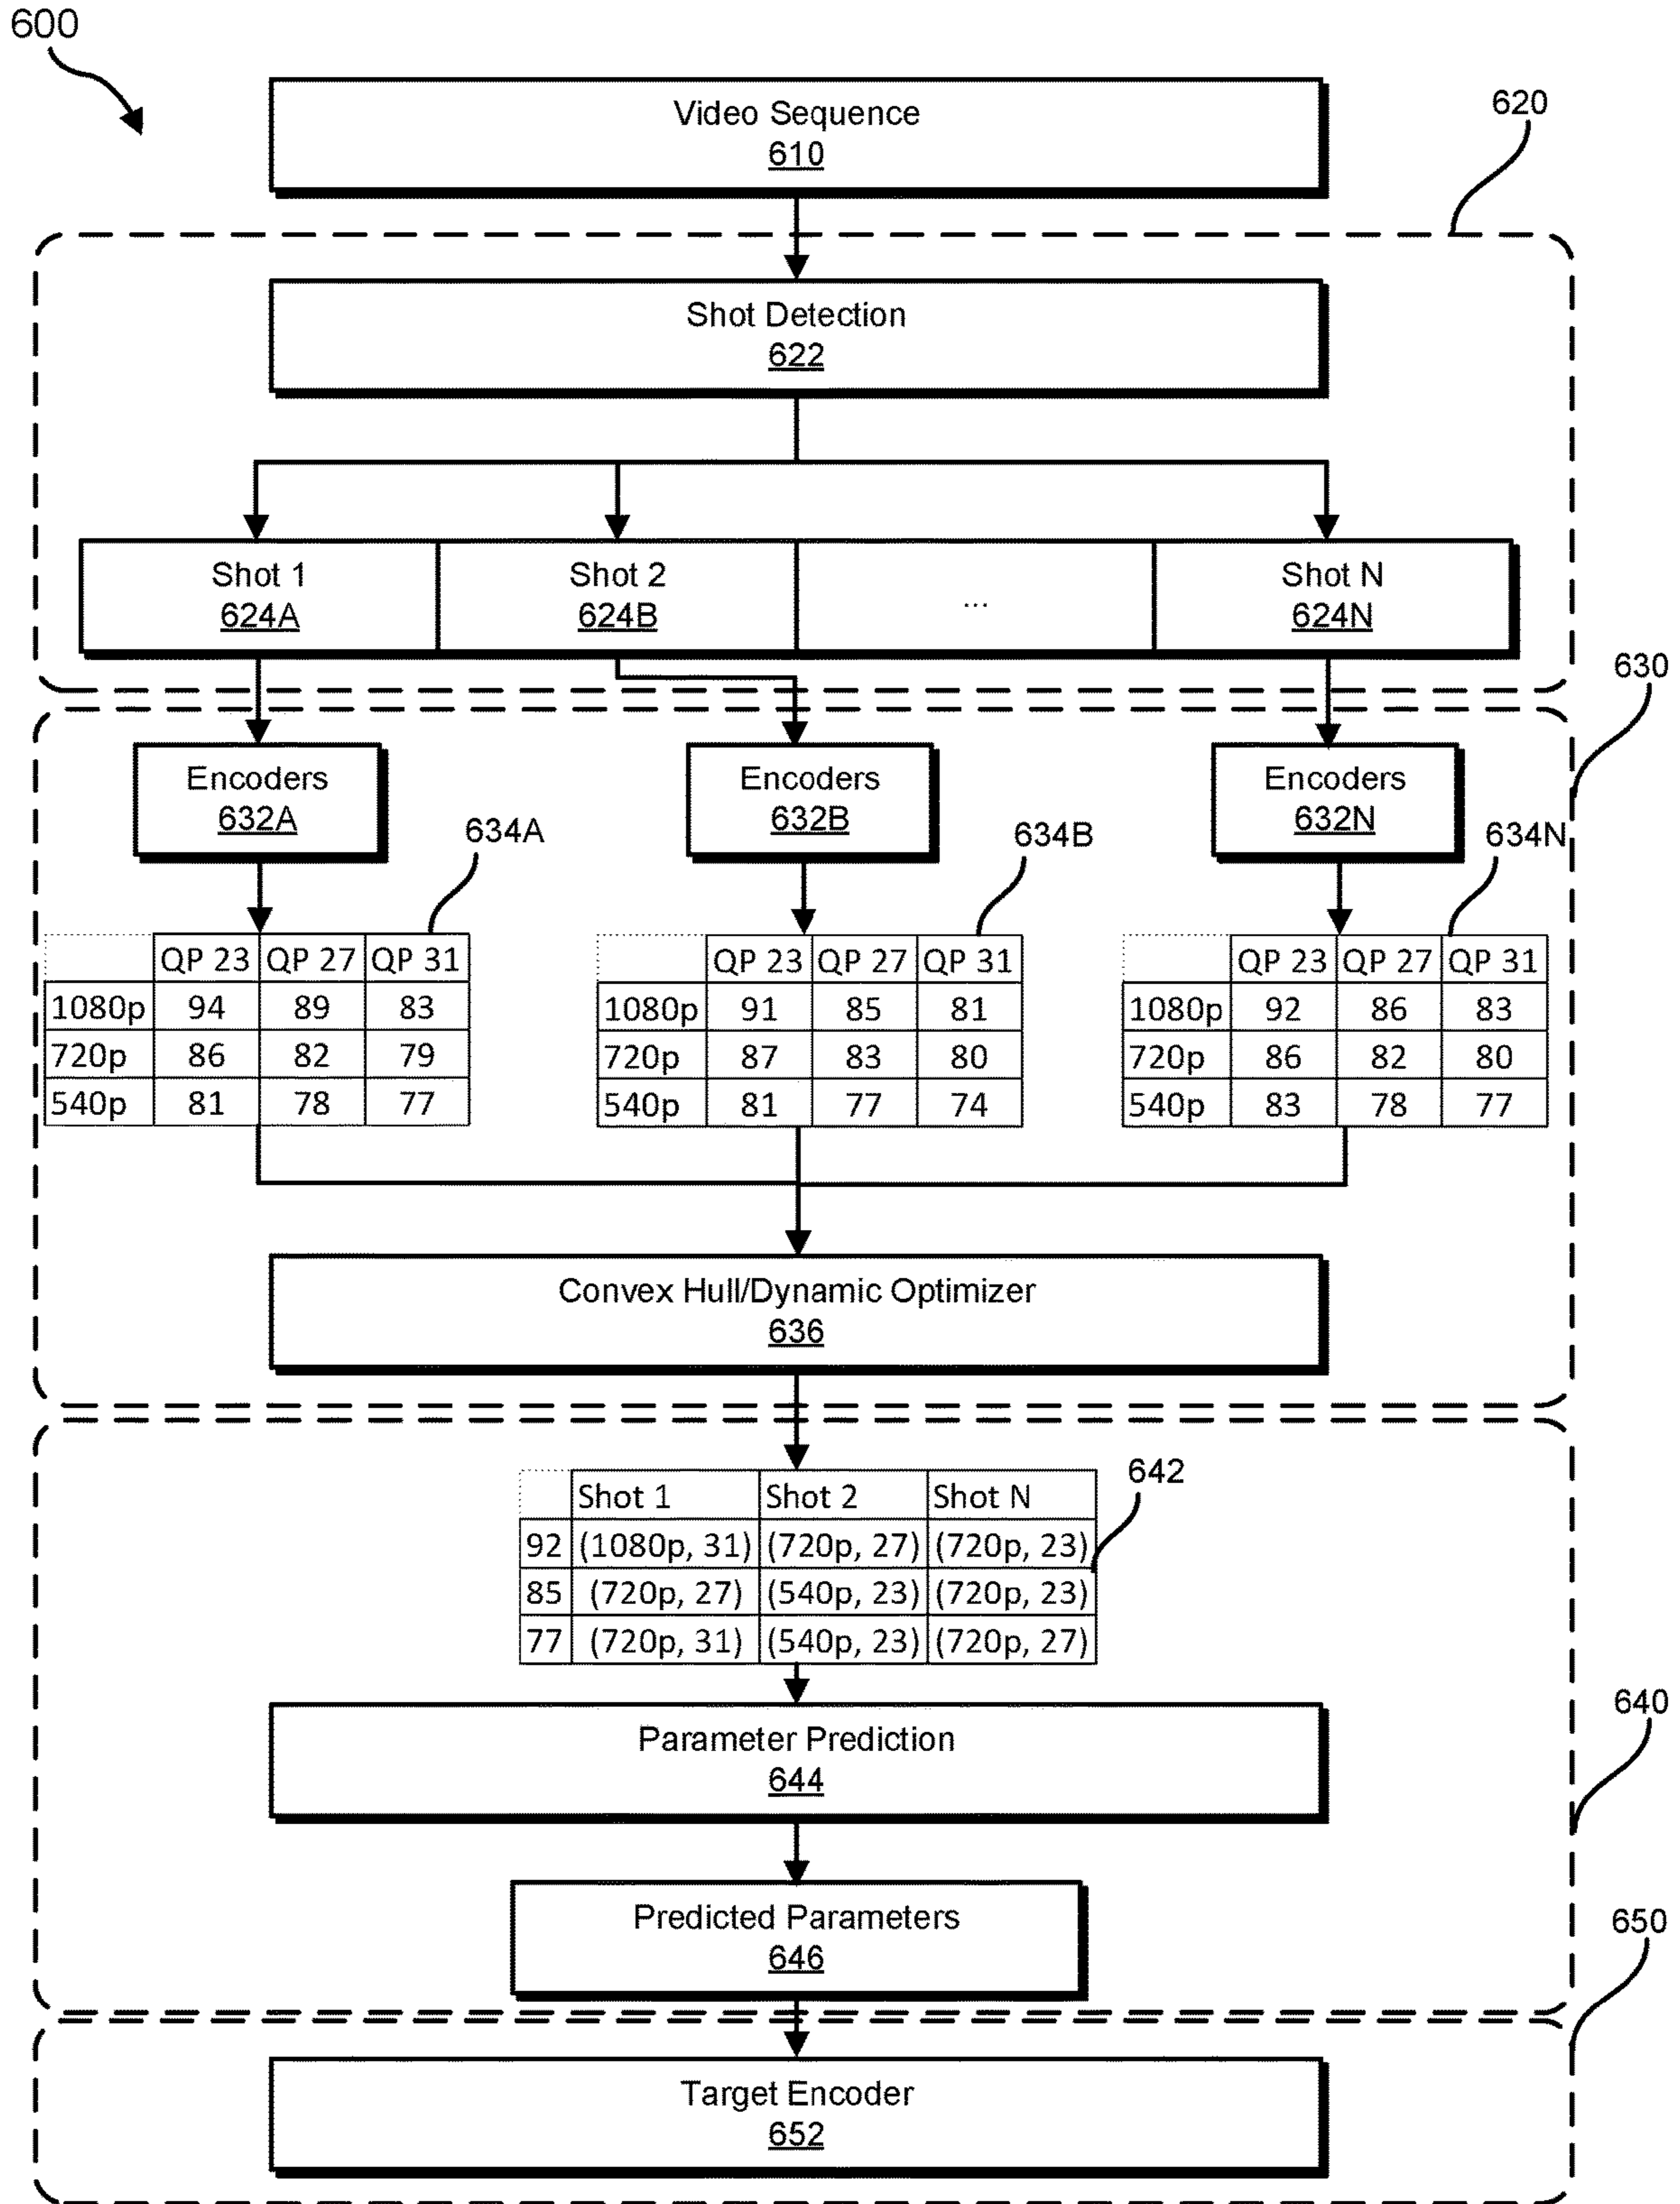 600
Video Sequence
610
620
Shot Detection
622
Shot 1
624A
Shot 2
624B
...
Shot N
624N
630
Encoders
632A
634A
Encoders
632B
634B
Encoders
632N
634N
QP 23 QP 27 QP 31
1080p 94 89 83
720p 86 82 79
540p 81 78 77
QP 23 QP 27 QP 31
1080p 91 85 81
720p 87 83 80
540p 81 77 74
QP 23 QP 27 QP 31
1080p 92 86 83
720p 86 82 80
540p 83 78 77
Convex Hull/Dynamic Optimizer
636
642
Shot 1 Shot 2 Shot N
92 (1080p, 31) (720p, 27) (720p, 23)
85 (720p, 27) (540p, 23) (720p, 23)
77 (720p, 31) (540p, 23) (720p, 27)
640
Parameter Prediction
644
Predicted Parameters
646
650
Target Encoder
652